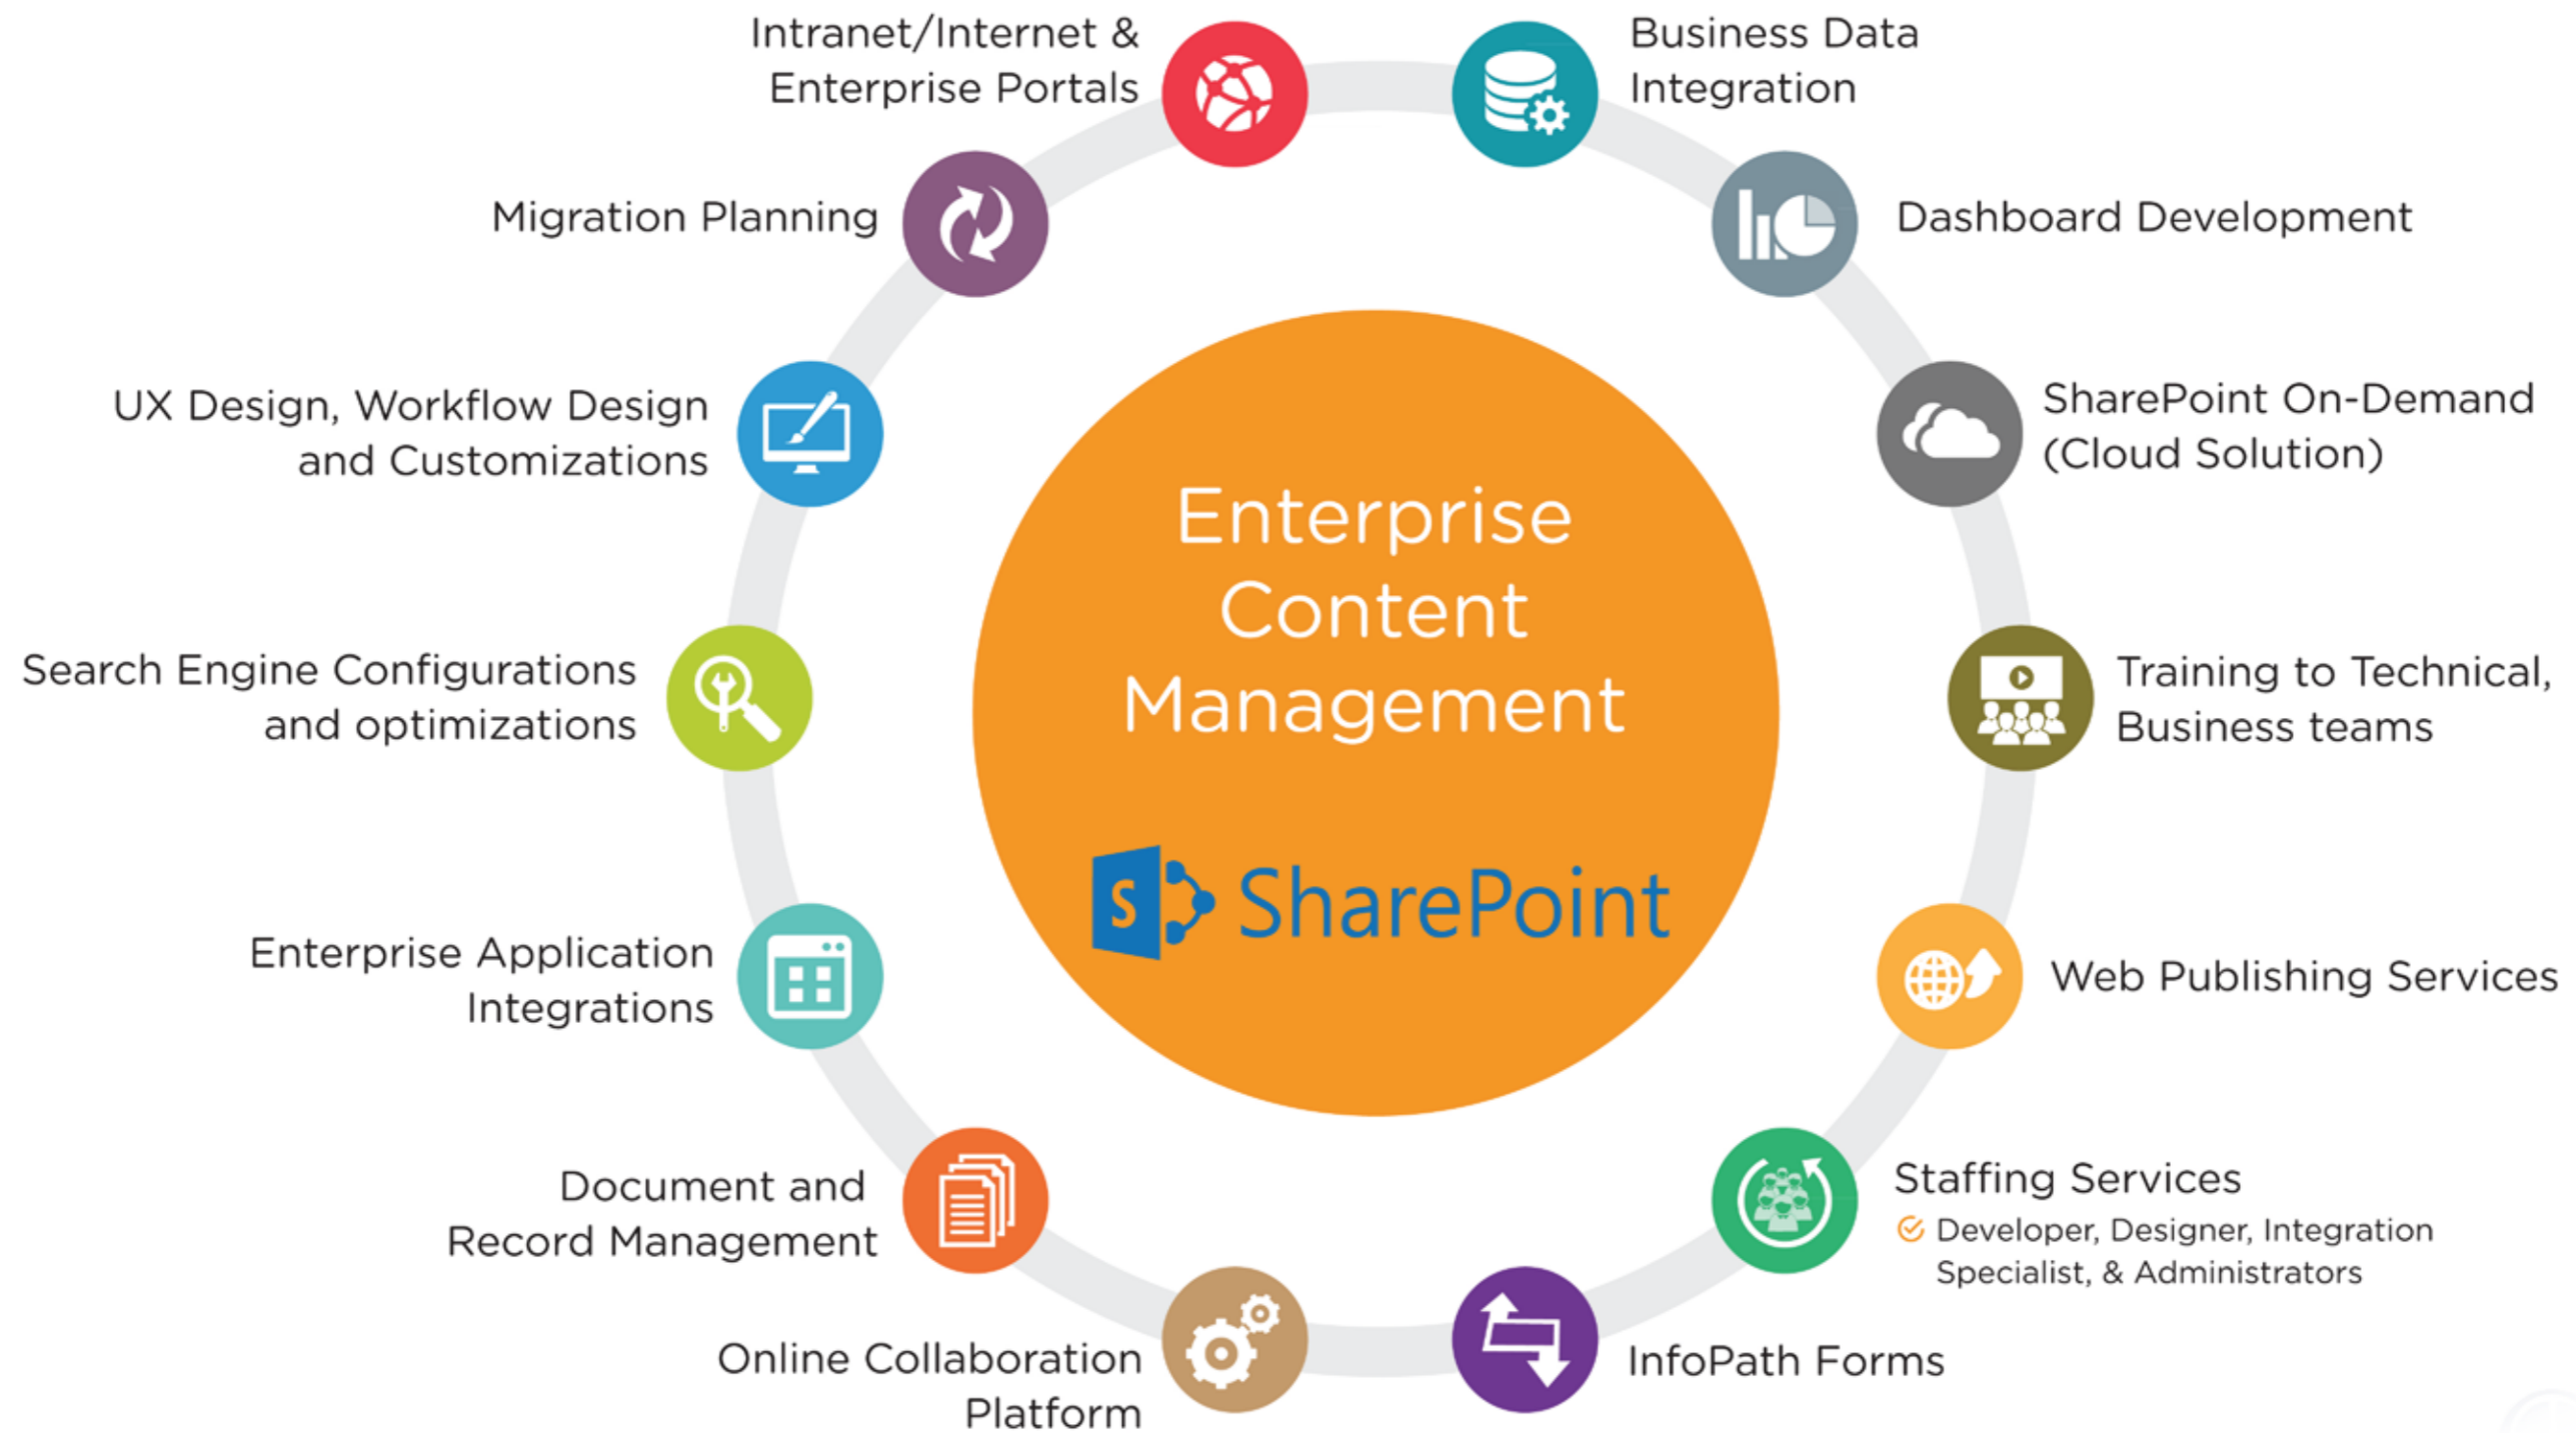 Intranet/Internet &
Enterprise Portals
Business Data
Integration
Migration Planning
Dashboard Development
UX Design, Workflow Design
and Customizations
SharePoint On-Demand
(Cloud Solution)
Enterprise
Content
Management
Search Engine Configurations
and optimizations
Training to Technical,
Business teams
S SharePoint
Enterprise Application
Integrations
Web Publishing Services
Document and
Record Management
Staffing Services
Developer, Designer, Integration
Specialist, & Administrators
Online Collaboration
Platform
InfoPath Forms